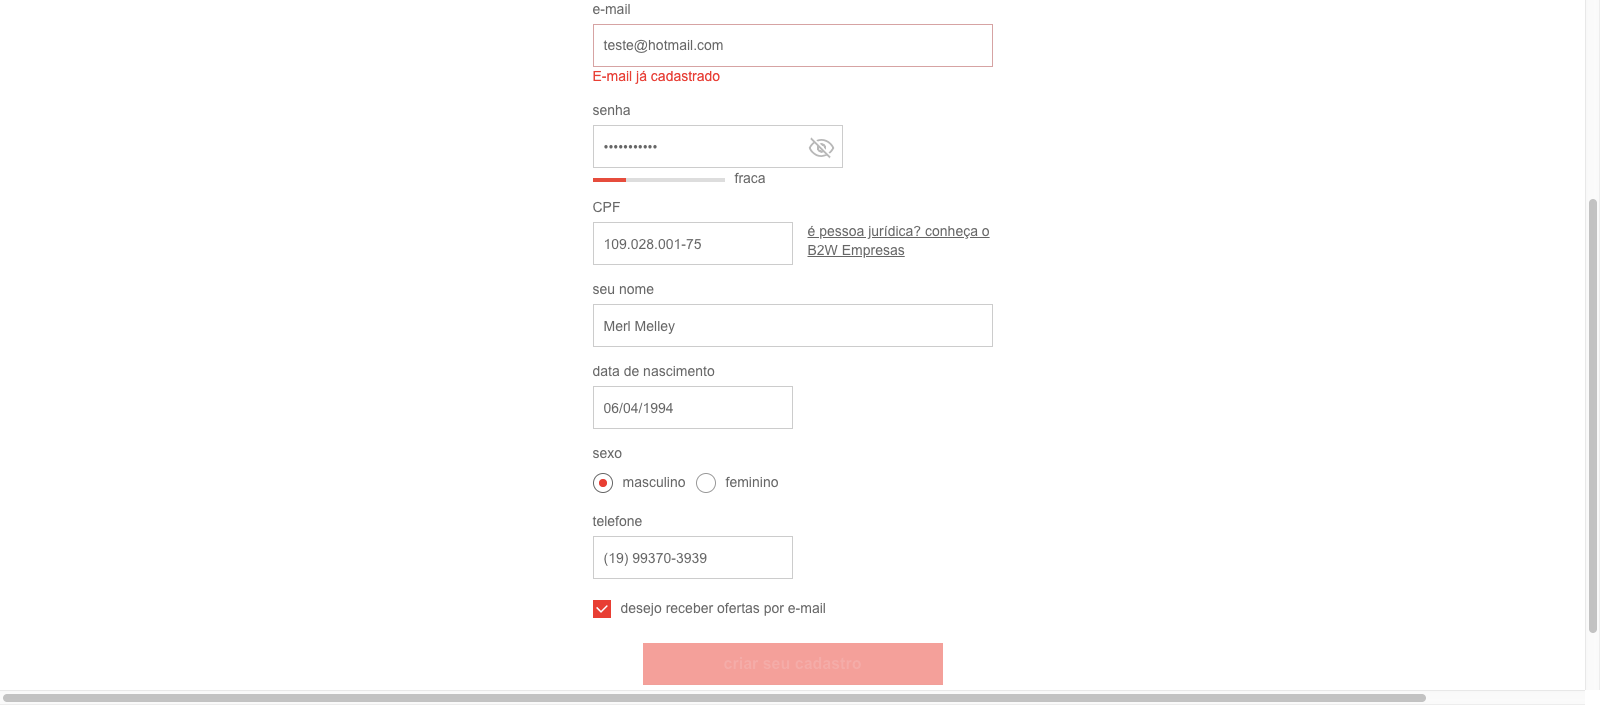 e-mail
teste@hotmail.com
E-mail já cadastrado
senha
•••••••••••
fraca
CPF
109.028.001-75
é pessoa jurídica? conheça o
B2W Empresas
seu nome
Merl Melley
data de nascimento
06/04/1994
sexo
masculino feminino
telefone
(19) 99370-3939
desejo receber ofertas por e-mail
criar seu cadastro